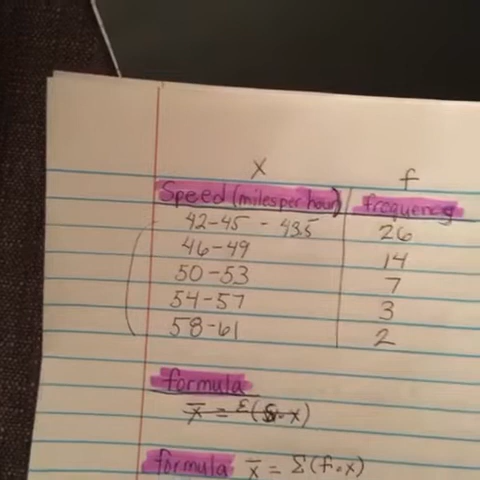 x f
Speed (miles per hour) frequency
42-45 - 43.5 26
46-49 14
50-53 7
54-57 3
58-61 2
formula
x̄ = Σ(f·x)
formula x̄ = Σ(f·x)